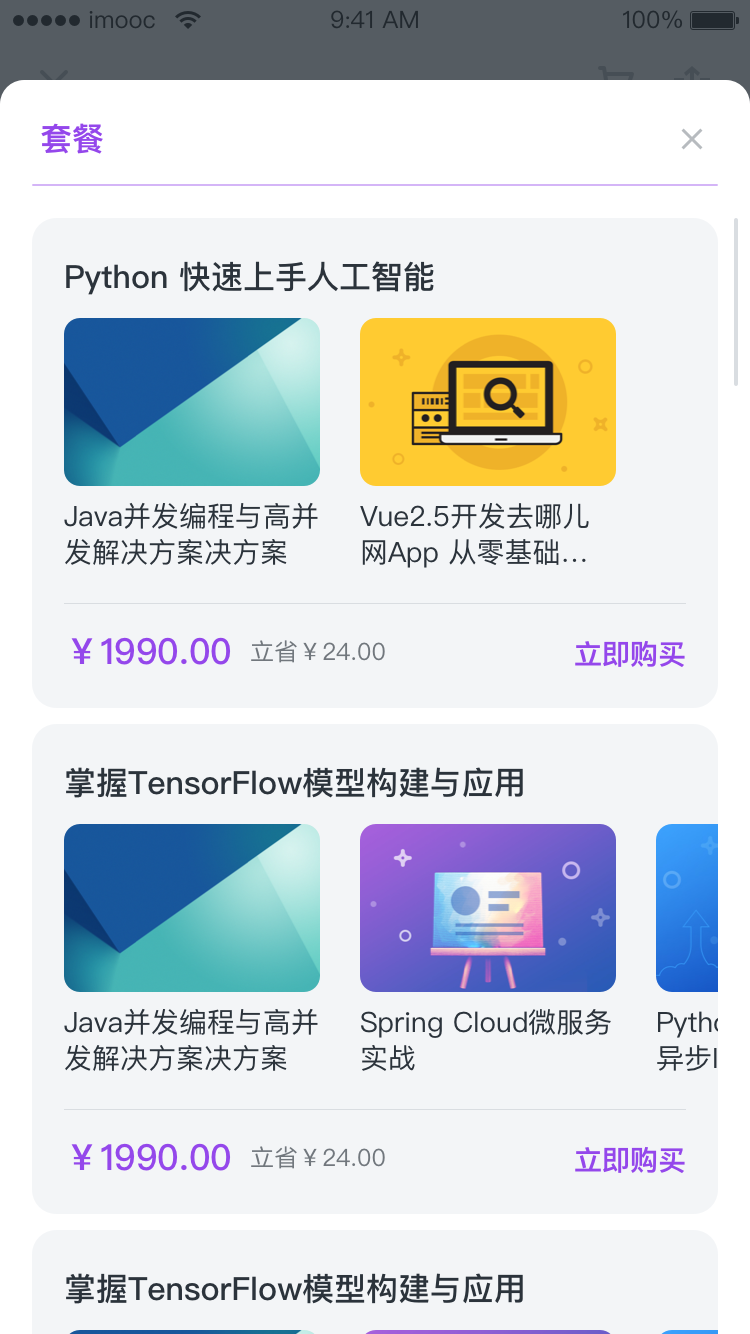 imooc 9:41 AM 100%
套餐
Python 快速上手人工智能
Java并发编程与高并
发解决方案决方案
Vue2.5开发去哪儿
网App 从零基础...
¥1990.00 立省¥24.00 立即购买
掌握TensorFlow模型构建与应用
Java并发编程与高并
发解决方案决方案
Spring Cloud微服务
实战
Pyth
异步
¥1990.00 立省¥24.00 立即购买
掌握TensorFlow模型构建与应用